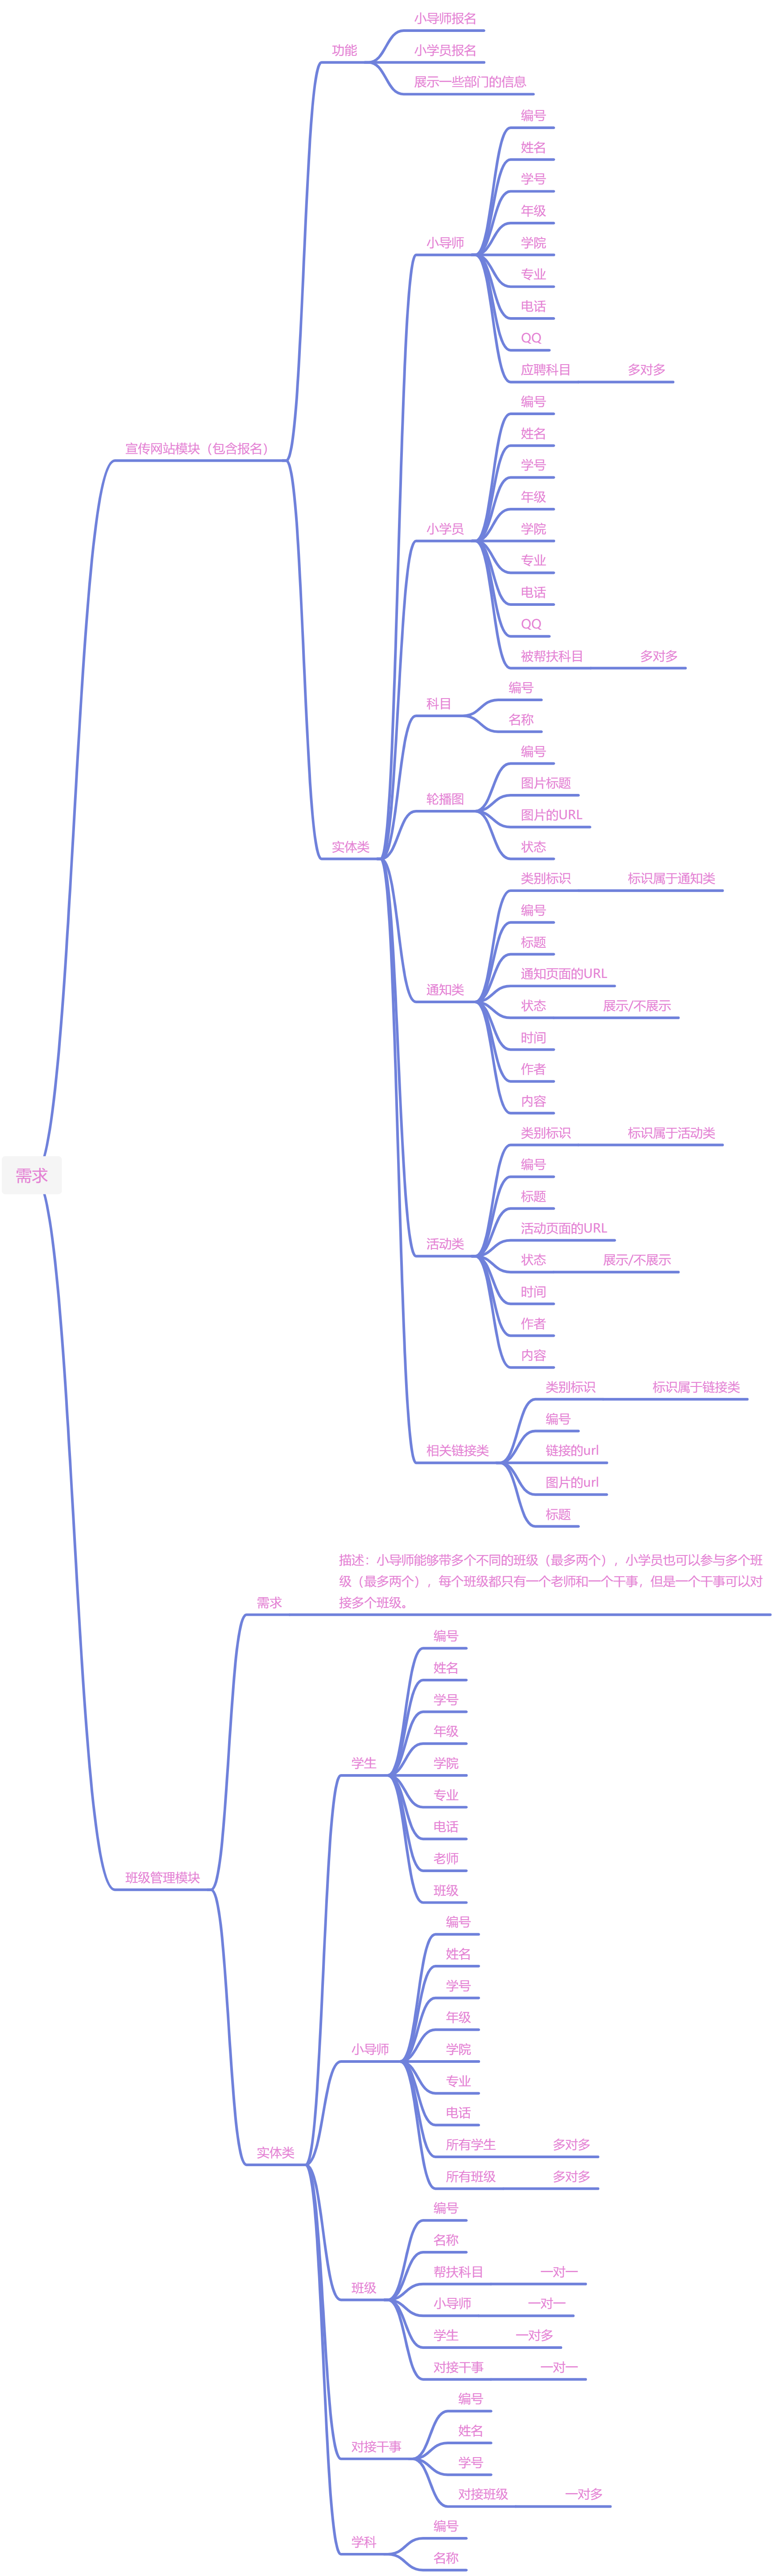 需求
宣传网站模块（包含报名）
功能
小导师报名
小学员报名
展示一些部门的信息
实体类
小导师
编号
姓名
学号
年级
学院
专业
电话
QQ
应聘科目
多对多
小学员
编号
姓名
学号
年级
学院
专业
电话
QQ
被帮扶科目
多对多
科目
编号
名称
轮播图
编号
图片标题
图片的URL
状态
通知类
类别标识
标识属于通知类
编号
标题
通知页面的URL
状态
展示/不展示
时间
作者
内容
活动类
类别标识
标识属于活动类
编号
标题
活动页面的URL
状态
展示/不展示
时间
作者
内容
相关链接类
类别标识
标识属于链接类
编号
链接的url
图片的url
标题
班级管理模块
需求
描述：小导师能够带多个不同的班级（最多两个），小学员也可以参与多个班
级（最多两个），每个班级都只有一个老师和一个干事，但是一个干事可以对
接多个班级。
实体类
学生
编号
姓名
学号
年级
学院
专业
电话
老师
班级
小导师
编号
姓名
学号
年级
学院
专业
电话
所有学生
多对多
所有班级
多对多
班级
编号
名称
帮扶科目
一对一
小导师
一对一
学生
一对多
对接干事
一对一
对接干事
编号
姓名
学号
对接班级
一对多
学科
编号
名称